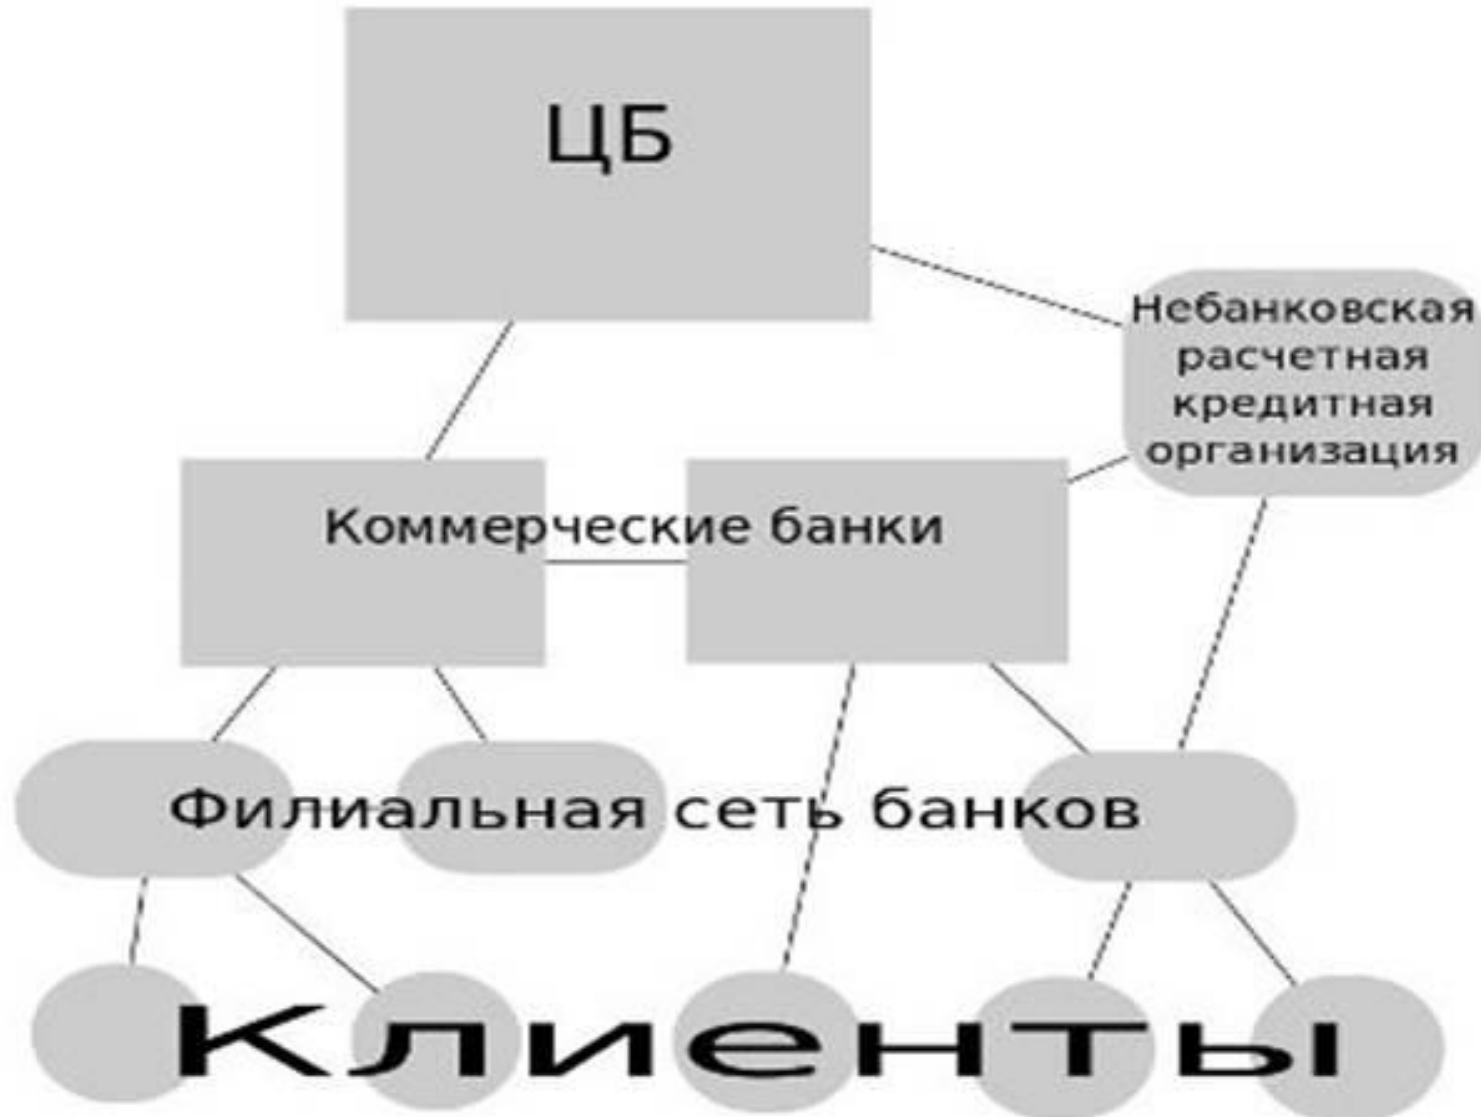 ЦБ
Небанковская
расчетная
кредитная
организация
Коммерческие банки
Филиальная сеть банков
Клиенты